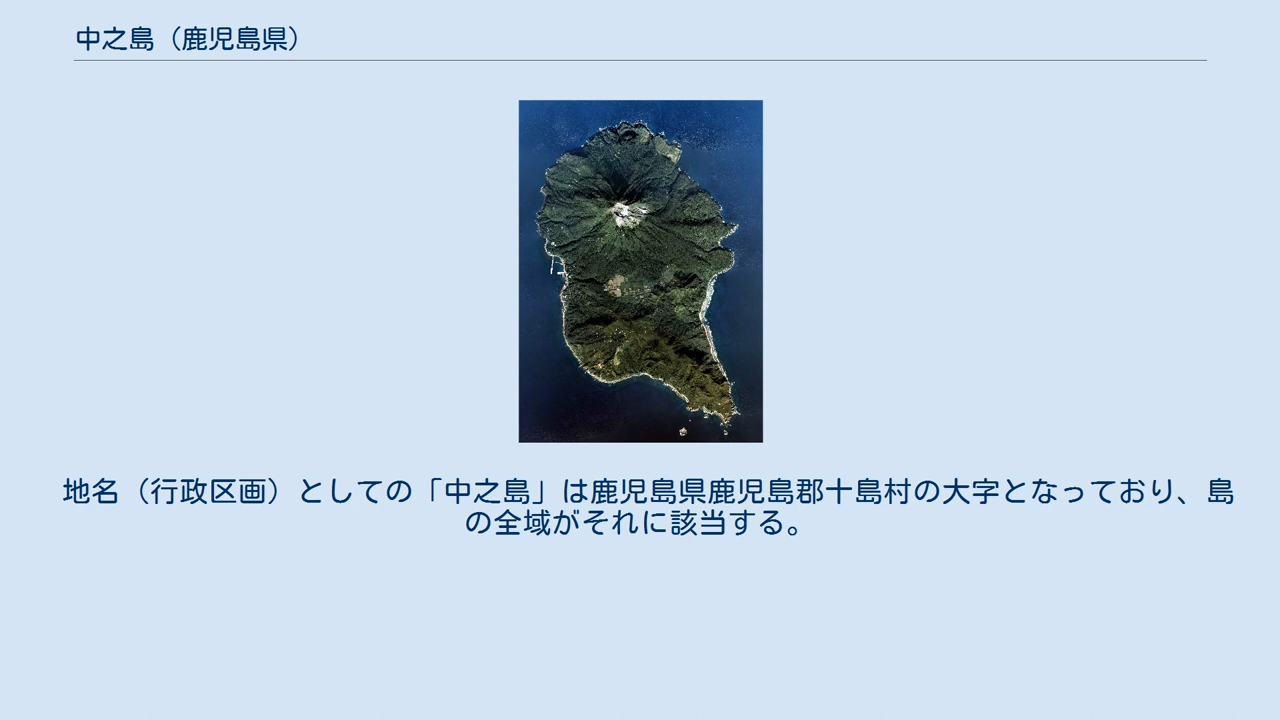 中之島（鹿児島県）
地名（行政区画）としての「中之島」は鹿児島県鹿児島郡十島村の大字となっており、島
の全域がそれに該当する。